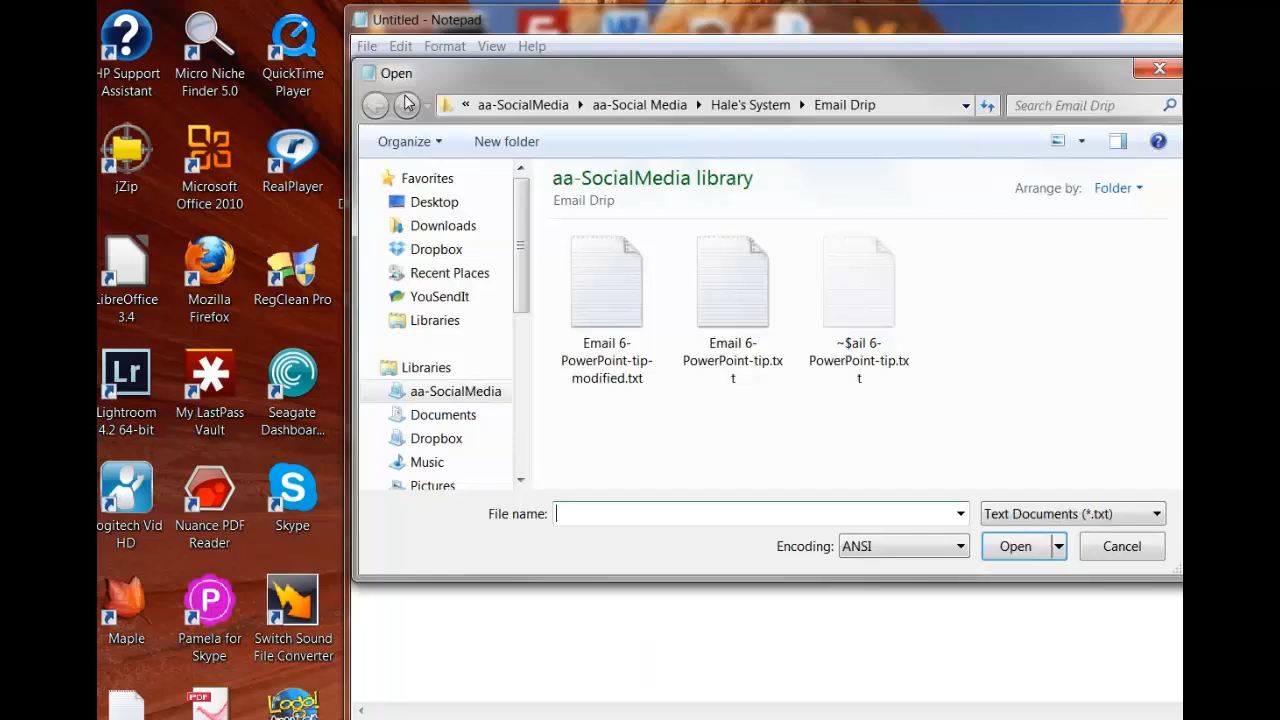 Untitled - Notepad
File Edit Format View Help
Open
« aa-SocialMedia aa-Social Media Hale's System Email Drip
Search Email Drip
Organize New folder
Favorites
Desktop
Downloads
Dropbox
Recent Places
YouSendIt
Libraries
Libraries
aa-SocialMedia
Documents
Dropbox
Music
Pictures
aa-SocialMedia library
Email Drip
Arrange by: Folder
Email 6-
PowerPoint-tip-
modified.txt
Email 6-
PowerPoint-tip.tx
t
~$ail 6-
PowerPoint-tip.tx
t
File name:
Text Documents (*.txt)
Encoding: ANSI
Open
Cancel
HP Support
Assistant
Micro Niche
Finder 5.0
QuickTime
Player
jZip
Microsoft
Office 2010
RealPlayer
LibreOffice
3.4
Mozilla
Firefox
RegClean Pro
Lr
Lightroom
4.2 64-bit
My LastPass
Vault
Seagate
Dashboar...
ogitech Vid
HD
Nuance PDF
Reader
S
Skype
Maple
P
Pamela for
Skype
Switch Sound
File Converter
PDF